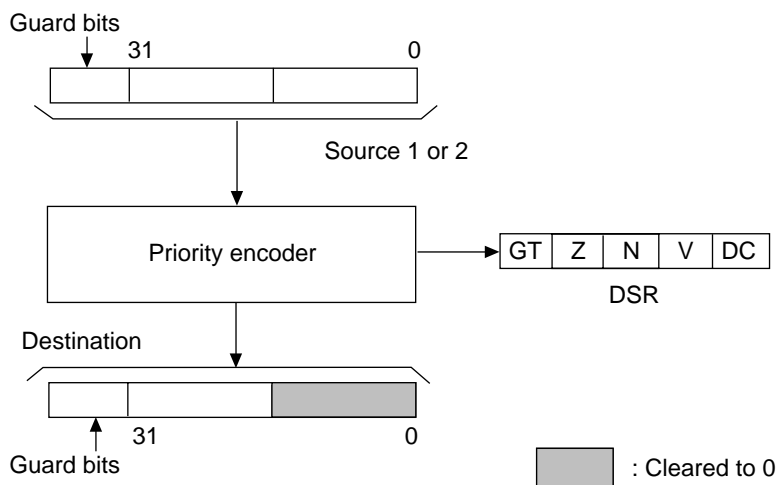 Guard bits
31 0
Source 1 or 2
Priority encoder
GT Z N V DC
DSR
Destination
31 0
Guard bits
: Cleared to 0